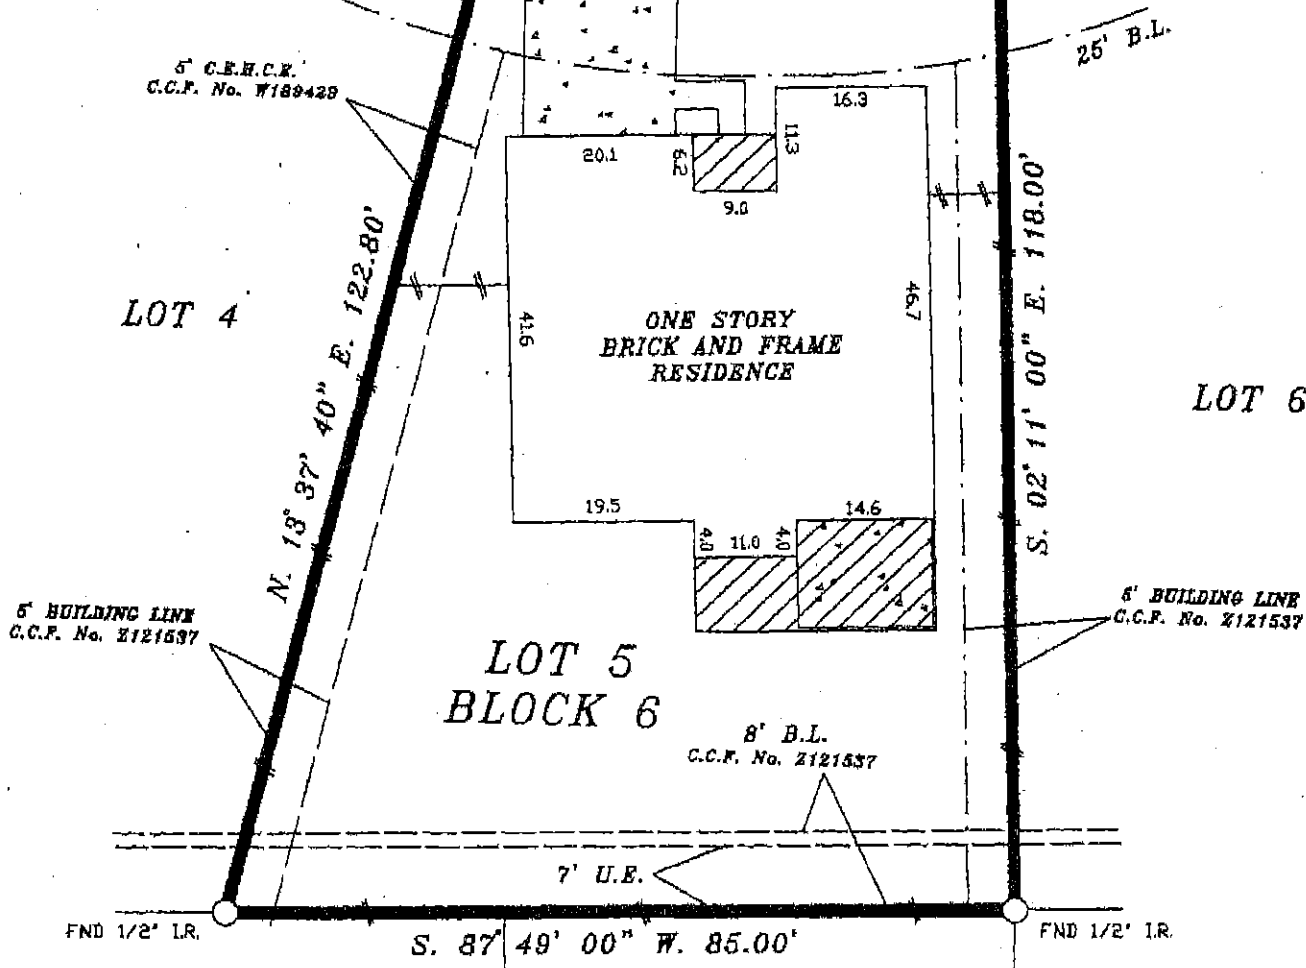 25' B.L.
5' C.E.H.C.E.
C.C.F. No. W189429
16.3
11.3
20.1
6.2
9.0
N. 13° 37' 40" E. 122.80'
S. 02° 11' 00" E. 118.00'
LOT 4
41.6
46.7
ONE STORY
BRICK AND FRAME
RESIDENCE
LOT 6
19.5
14.6
4.0
11.0
4.0
5' BUILDING LINE
C.C.F. No. Z121537
5' BUILDING LINE
C.C.F. No. Z121537
LOT 5
BLOCK 6
8' B.L.
C.C.F. No. Z121537
7' U.E.
FND 1/2" I.R.
S. 87° 49' 00" W. 85.00'
FND 1/2" I.R.